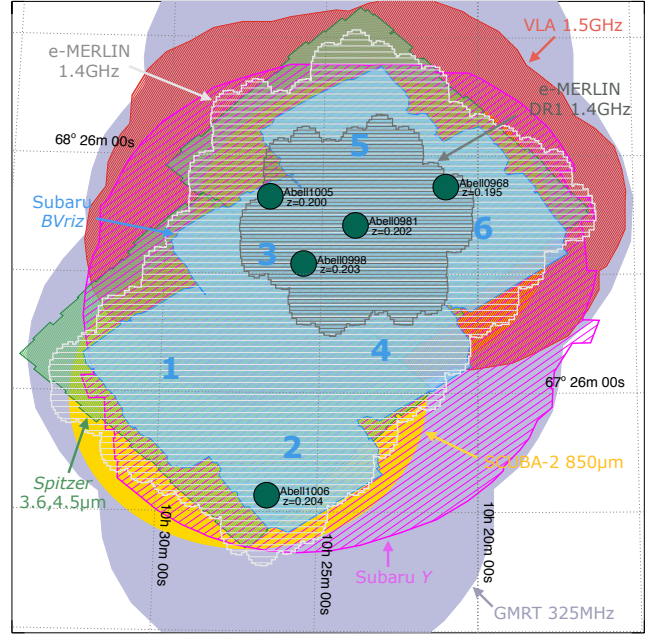 VLA 1.5GHz
e-MERLIN
1.4GHz
e-MERLIN
DR1 1.4GHz
68° 26m 00s
5
Abell1005
z=0.200
Abell0968
z=0.195
Subaru
BVriz
Abell0981
z=0.202
6
3
Abell0998
z=0.203
1
4
67° 26m 00s
2
SCUBA-2 850μm
Spitzer
3.6,4.5μm
Abell1006
z=0.204
10h 30m 00s
10h 25m 00s
10h 20m 00s
Subaru Y
GMRT 325MHz